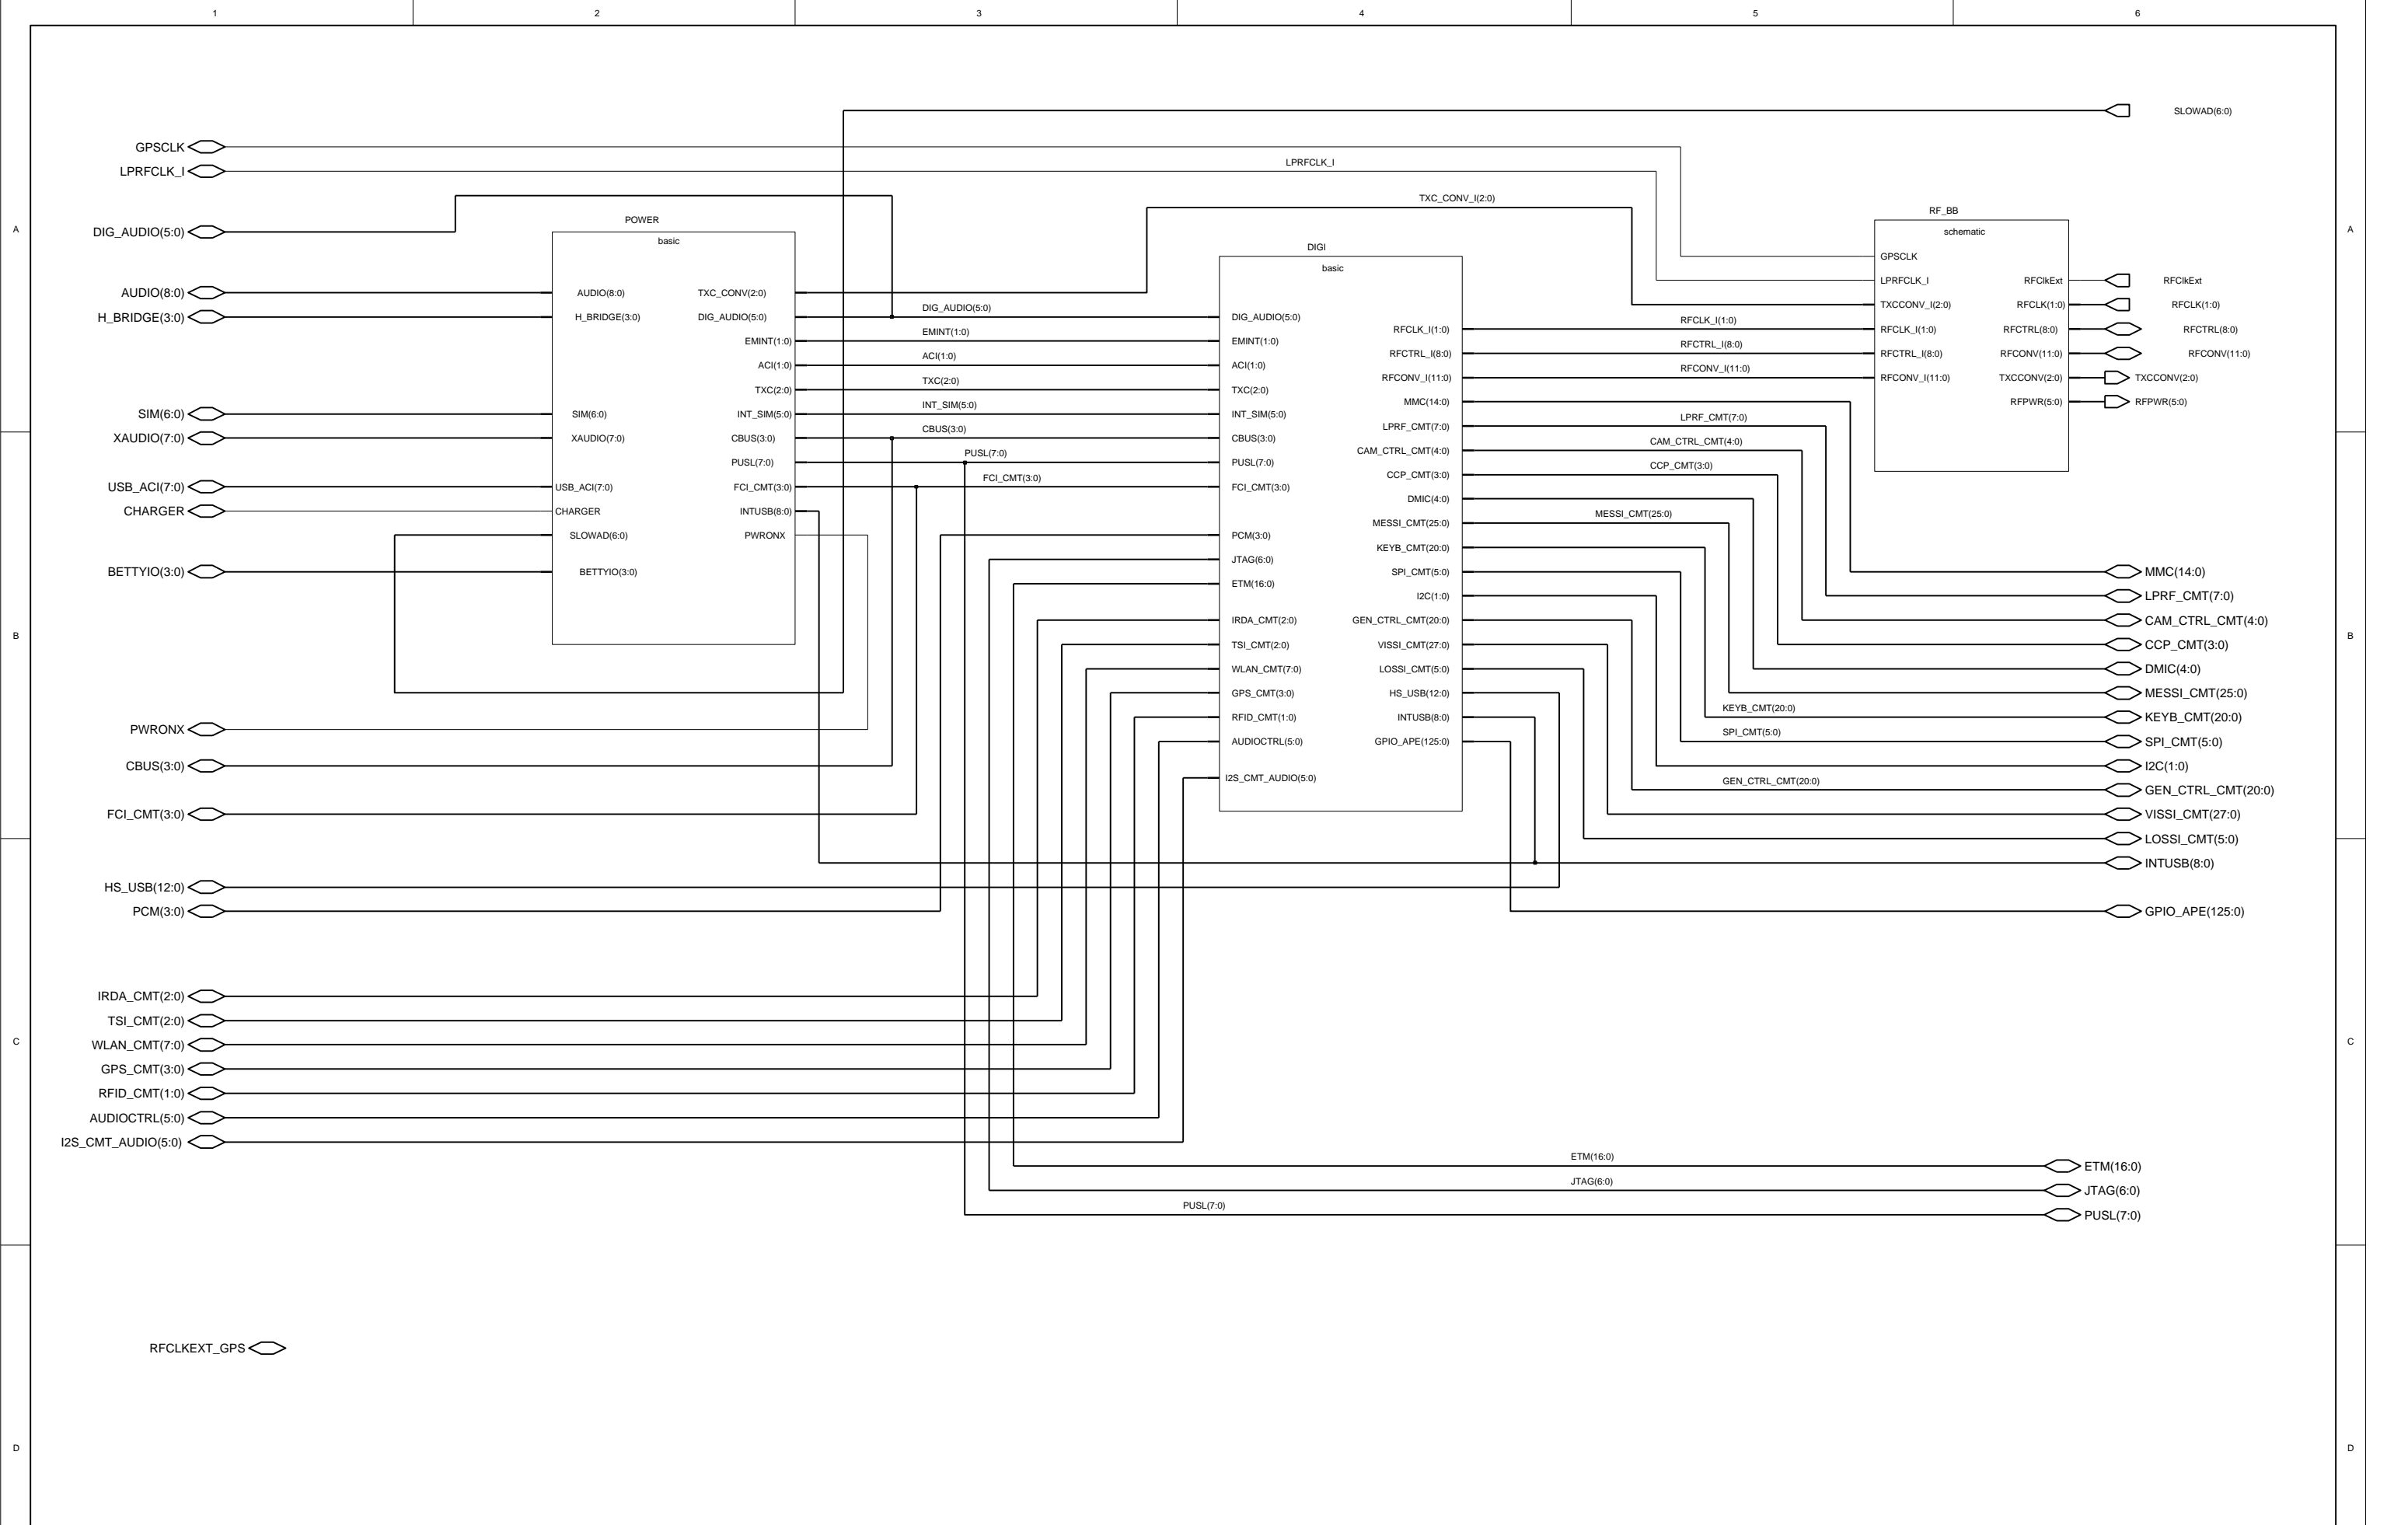 1 2 3 4 5 6
SLOWAD(6:0)
GPSCLK
LPRFCLK_I
LPRFCLK_I
TXC_CONV_I(2:0)
A
A
DIG_AUDIO(5:0)
AUDIO(8:0)
H_BRIDGE(3:0)
SIM(6:0)
XAUDIO(7:0)
USB_ACI(7:0)
CHARGER
BETTYIO(3:0)
PWRONX
CBUS(3:0)
FCI_CMT(3:0)
HS_USB(12:0)
PCM(3:0)
IRDA_CMT(2:0)
TSI_CMT(2:0)
WLAN_CMT(7:0)
GPS_CMT(3:0)
RFID_CMT(1:0)
AUDIOCTRL(5:0)
I2S_CMT_AUDIO(5:0)
RFCLKEXT_GPS
POWER
basic
AUDIO(8:0)
H_BRIDGE(3:0)
SIM(6:0)
XAUDIO(7:0)
USB_ACI(7:0)
CHARGER
SLOWAD(6:0)
BETTYIO(3:0)
TXC_CONV(2:0)
DIG_AUDIO(5:0)
EMINT(1:0)
ACI(1:0)
TXC(2:0)
INT_SIM(5:0)
CBUS(3:0)
PUSL(7:0)
FCI_CMT(3:0)
INTUSB(8:0)
PWRONX
DIG_AUDIO(5:0)
EMINT(1:0)
ACI(1:0)
TXC(2:0)
INT_SIM(5:0)
CBUS(3:0)
PUSL(7:0)
FCI_CMT(3:0)
DIGI
basic
DIG_AUDIO(5:0)
EMINT(1:0)
ACI(1:0)
TXC(2:0)
INT_SIM(5:0)
CBUS(3:0)
PUSL(7:0)
FCI_CMT(3:0)
PCM(3:0)
JTAG(6:0)
ETM(16:0)
IRDA_CMT(2:0)
TSI_CMT(2:0)
WLAN_CMT(7:0)
GPS_CMT(3:0)
RFID_CMT(1:0)
AUDIOCTRL(5:0)
I2S_CMT_AUDIO(5:0)
RFCLK_I(1:0)
RFCTRL_I(8:0)
RFCONV_I(11:0)
MMC(14:0)
LPRF_CMT(7:0)
CAM_CTRL_CMT(4:0)
CCP_CMT(3:0)
DMIC(4:0)
MESSI_CMT(25:0)
KEYB_CMT(20:0)
SPI_CMT(5:0)
I2C(1:0)
GEN_CTRL_CMT(20:0)
VISSI_CMT(27:0)
LOSSI_CMT(5:0)
HS_USB(12:0)
INTUSB(8:0)
GPIO_APE(125:0)
RFCLK_I(1:0)
RFCTRL_I(8:0)
RFCONV_I(11:0)
LPRF_CMT(7:0)
CAM_CTRL_CMT(4:0)
CCP_CMT(3:0)
MESSI_CMT(25:0)
KEYB_CMT(20:0)
SPI_CMT(5:0)
GEN_CTRL_CMT(20:0)
RF_BB
schematic
GPSCLK
LPRFCLK_I
TXCCONV_I(2:0)
RFCLK_I(1:0)
RFCTRL_I(8:0)
RFCONV_I(11:0)
RFClkExt
RFCLK(1:0)
RFCTRL(8:0)
RFCONV(11:0)
TXCCONV(2:0)
RFPWR(5:0)
RFClkExt
RFCLK(1:0)
RFCTRL(8:0)
RFCONV(11:0)
TXCCONV(2:0)
RFPWR(5:0)
MMC(14:0)
LPRF_CMT(7:0)
CAM_CTRL_CMT(4:0)
CCP_CMT(3:0)
DMIC(4:0)
MESSI_CMT(25:0)
KEYB_CMT(20:0)
SPI_CMT(5:0)
I2C(1:0)
GEN_CTRL_CMT(20:0)
VISSI_CMT(27:0)
LOSSI_CMT(5:0)
INTUSB(8:0)
GPIO_APE(125:0)
ETM(16:0)
ETM(16:0)
JTAG(6:0)
JTAG(6:0)
PUSL(7:0)
PUSL(7:0)
B
B
C
C
D
D